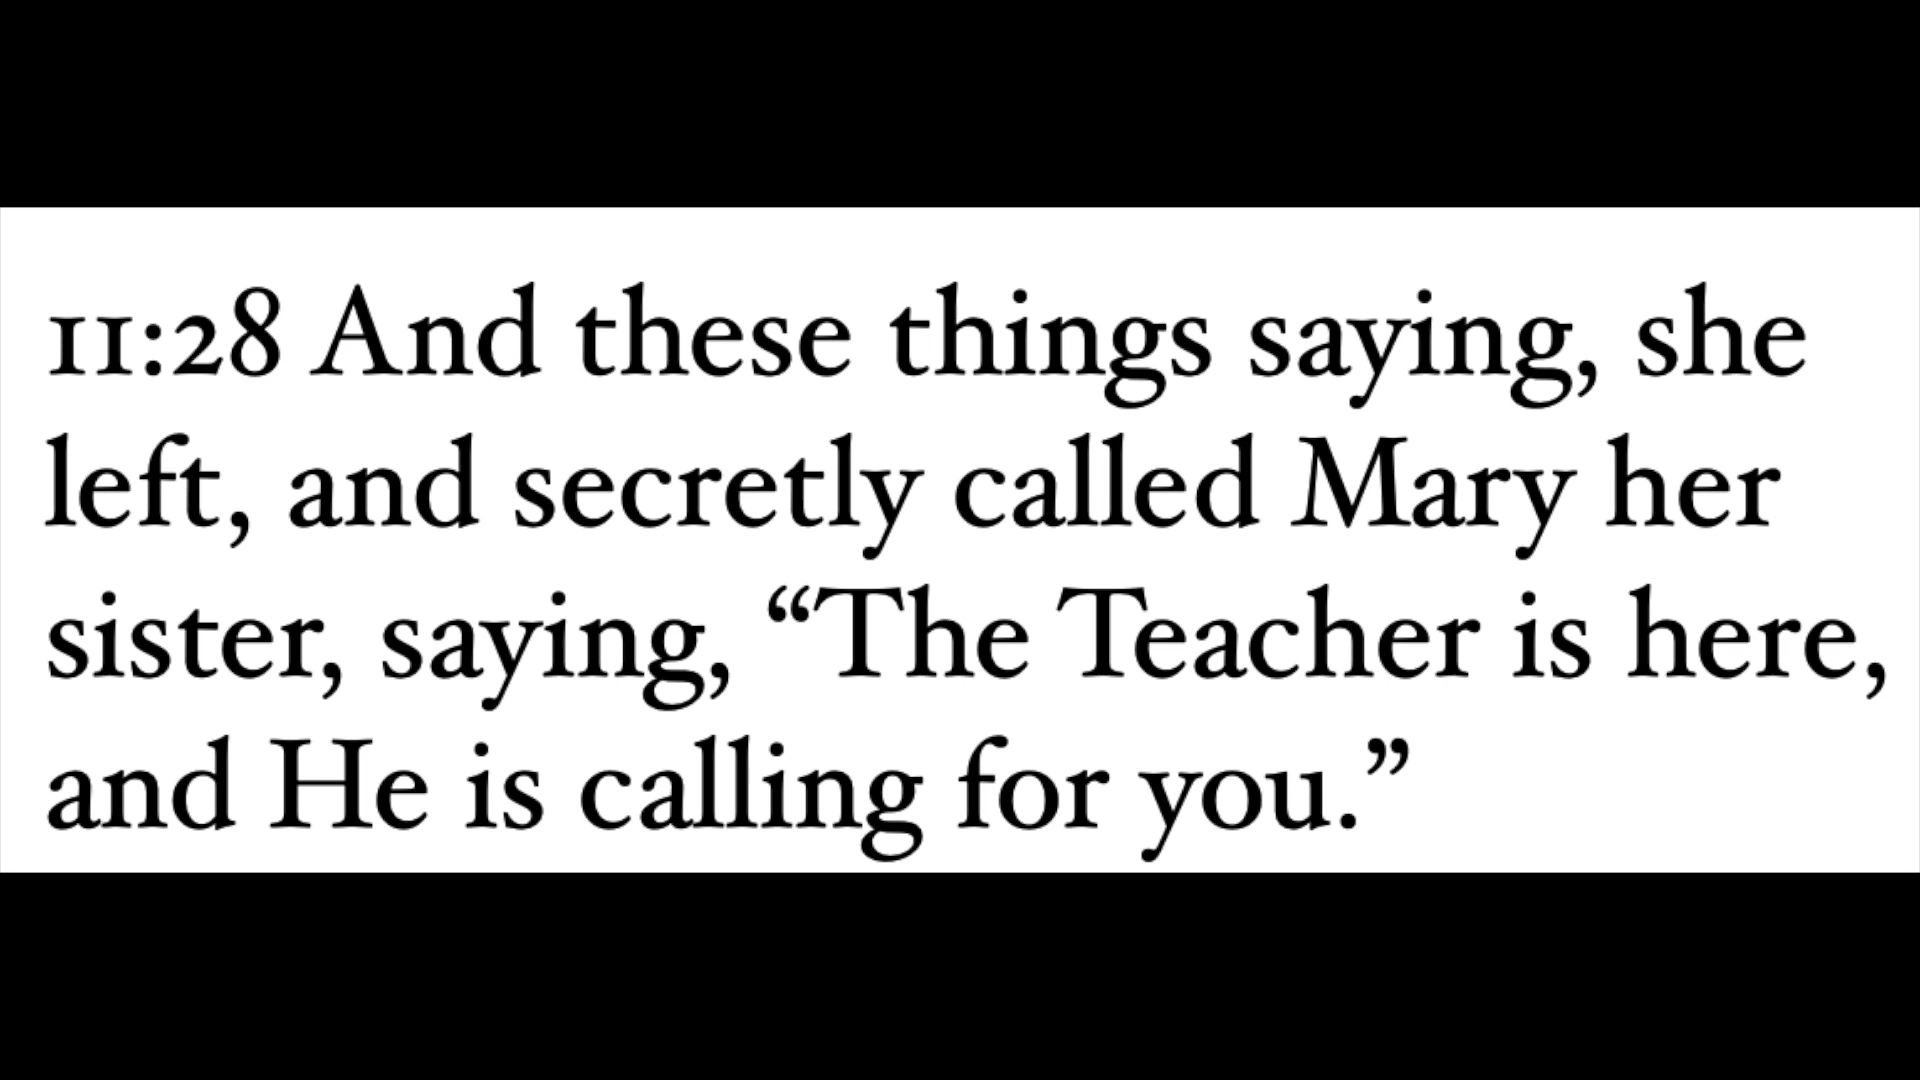 11:28 And these things saying, she
left, and secretly called Mary her
sister, saying, “The Teacher is here,
and He is calling for you.”